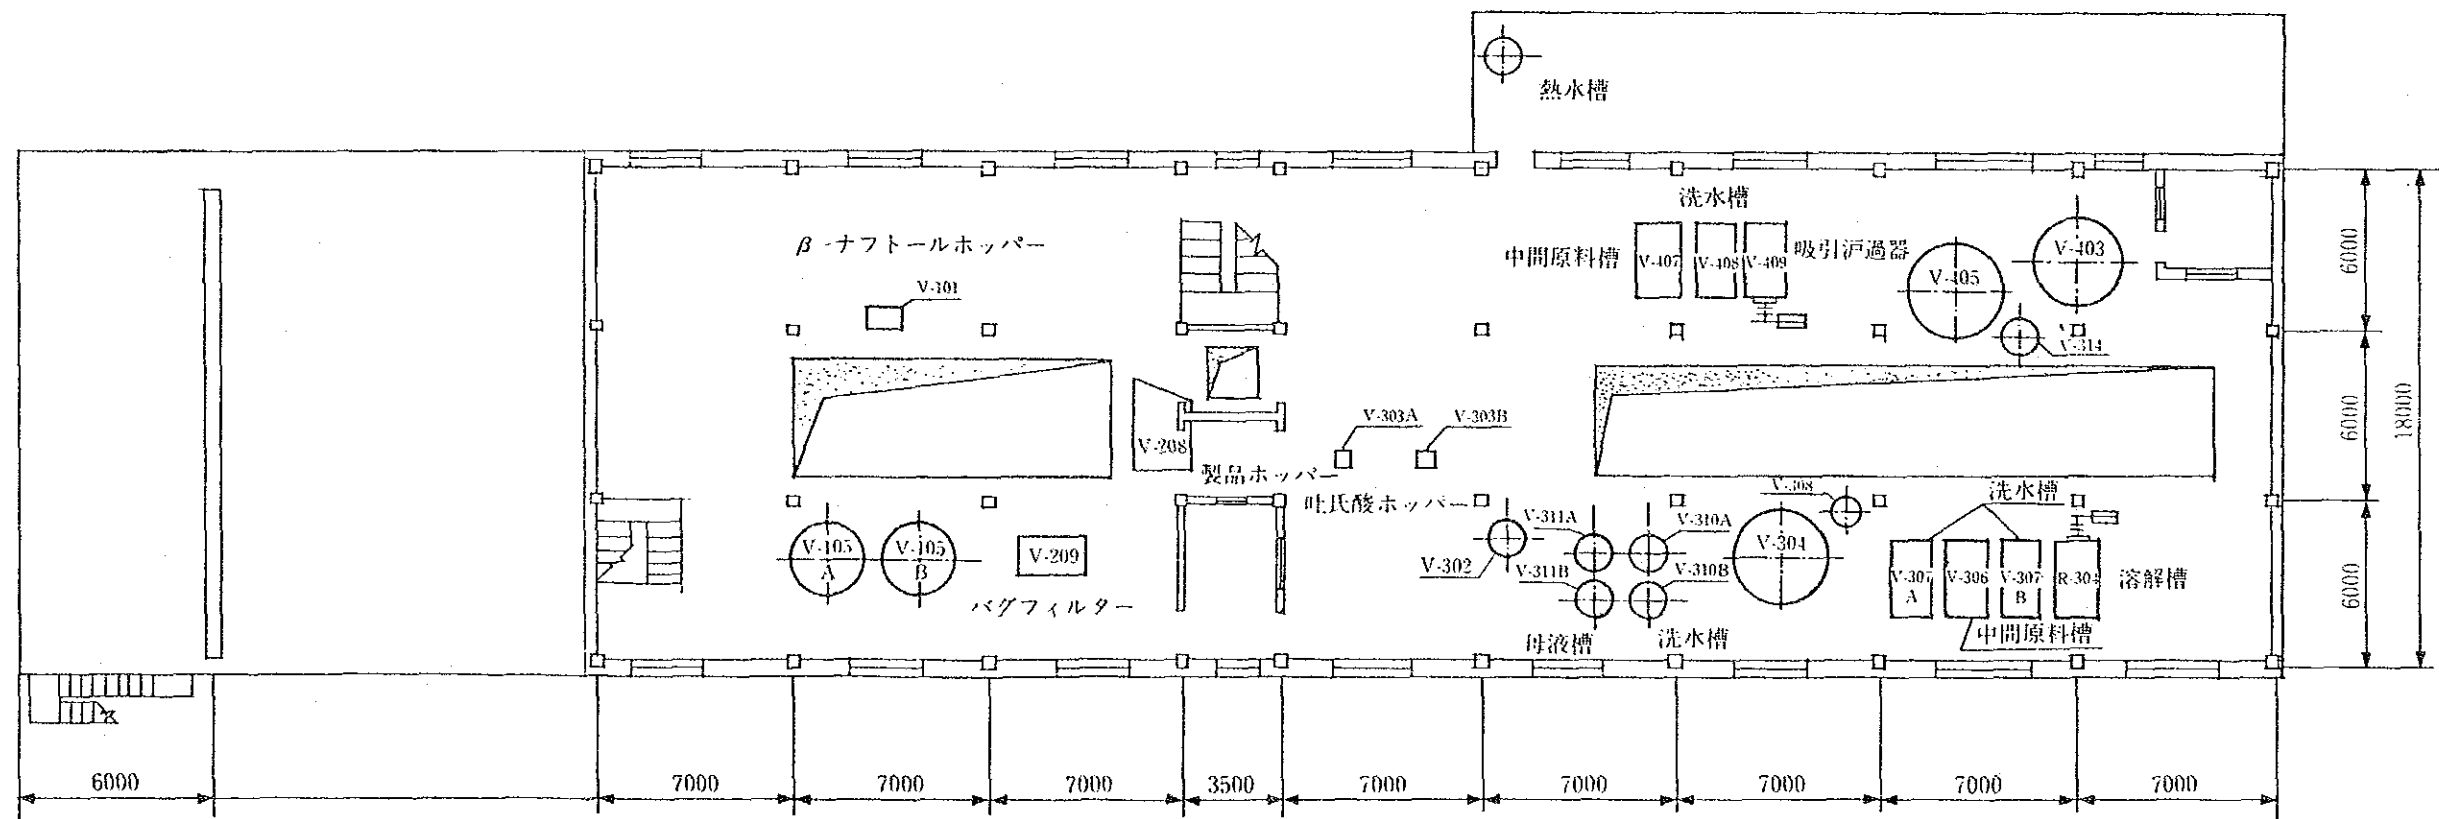 熱水槽
洗水槽
β-ナフトールホッパー
中間原料槽
V-407
V-408
V-409
吸引沪過器
V-405
V-403
V-101
V-314
V-303A
V-303B
V-208
製品ホッパー
吐氏酸ホッパー
V-308
洗水槽
V-105
A
V-105
B
V-209
V-302
V-311A
V-310A
V-304
V-311B
V-310B
V-307
A
V-306
V-307
B
R-304
溶解槽
バグフィルター
母液槽
洗水槽
中間原料槽
6000
6000
6000
18000
6000
7000
7000
7000
3500
7000
7000
7000
7000
7000